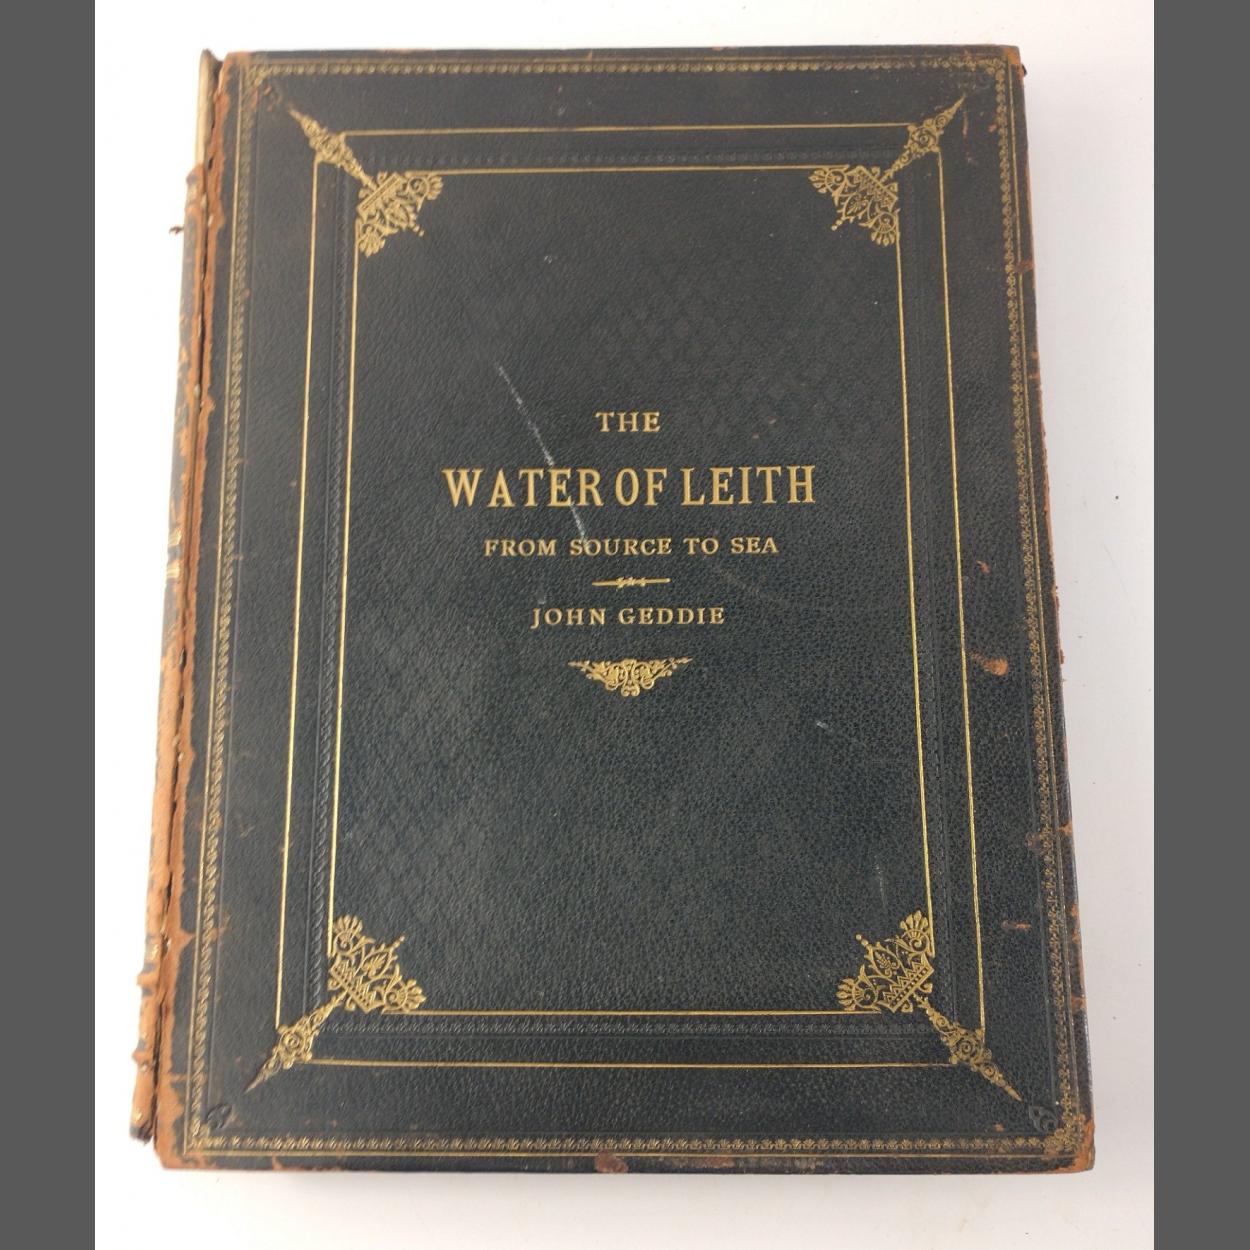 THE
WATER OF LEITH
FROM SOURCE TO SEA
JOHN GEDDIE